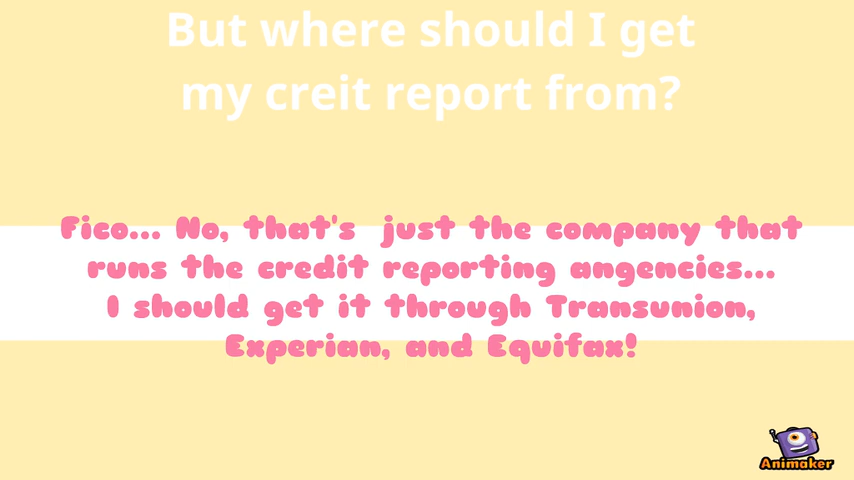 But where should I get
my creit report from?
Fico... No, that's  just the company that
runs the credit reporting angencies...
I should get it through Transunion,
Experian, and Equifax!
Animaker